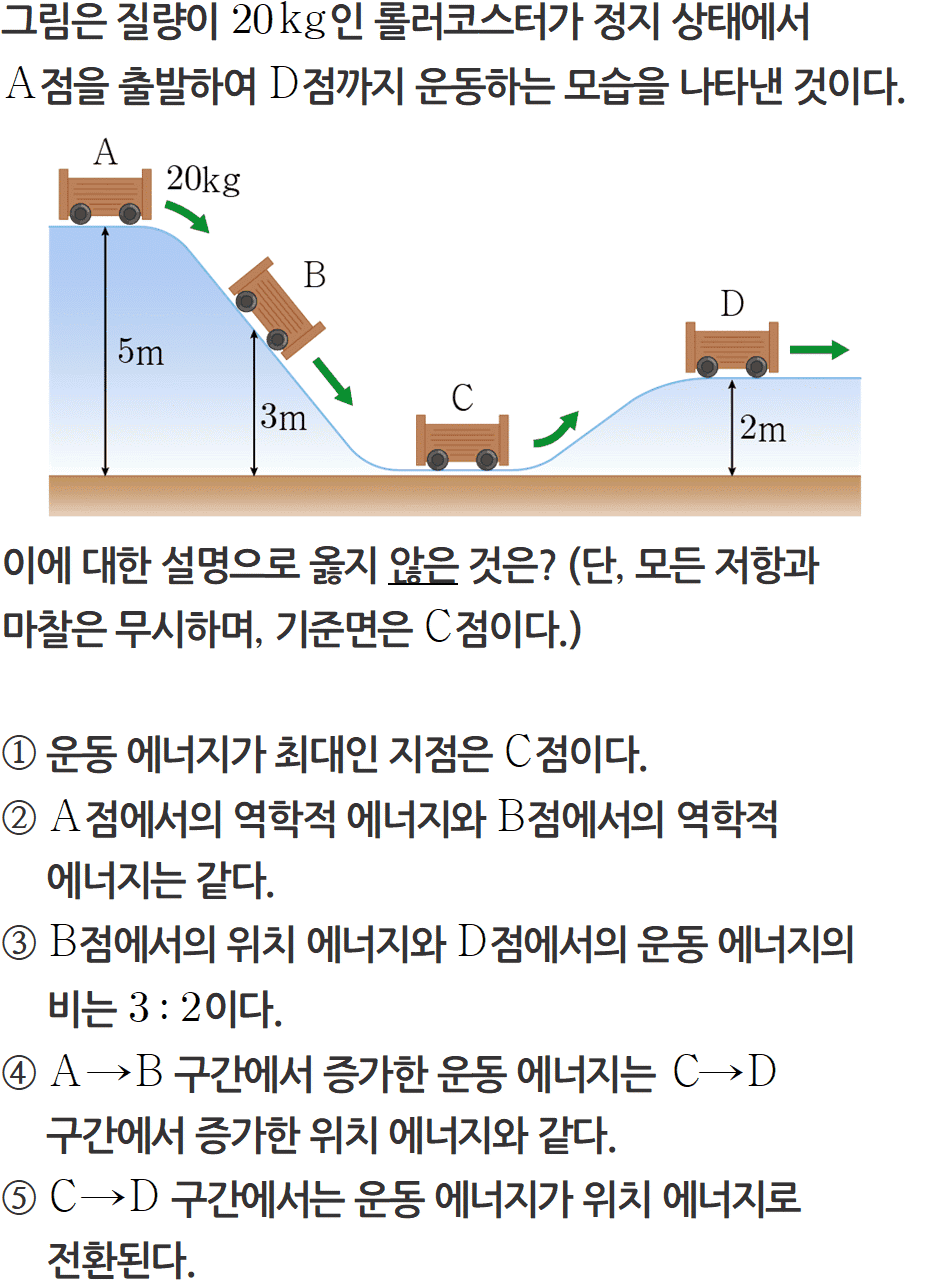 그림은 질량이 20kg인 롤러코스터가 정지 상태에서
A점을 출발하여 D점까지 운동하는 모습을 나타낸 것이다.
A
20kg
B
D
5m
3m
C
2m
이에 대한 설명으로 옳지 않은 것은? (단, 모든 저항과
마찰은 무시하며, 기준면은 C점이다.)
① 운동 에너지가 최대인 지점은 C점이다.
② A점에서의 역학적 에너지와 B점에서의 역학적
에너지는 같다.
③ B점에서의 위치 에너지와 D점에서의 운동 에너지의
비는 3 : 2이다.
④ A→B 구간에서 증가한 운동 에너지는 C→D
구간에서 증가한 위치 에너지와 같다.
⑤ C→D 구간에서는 운동 에너지가 위치 에너지로
전환된다.